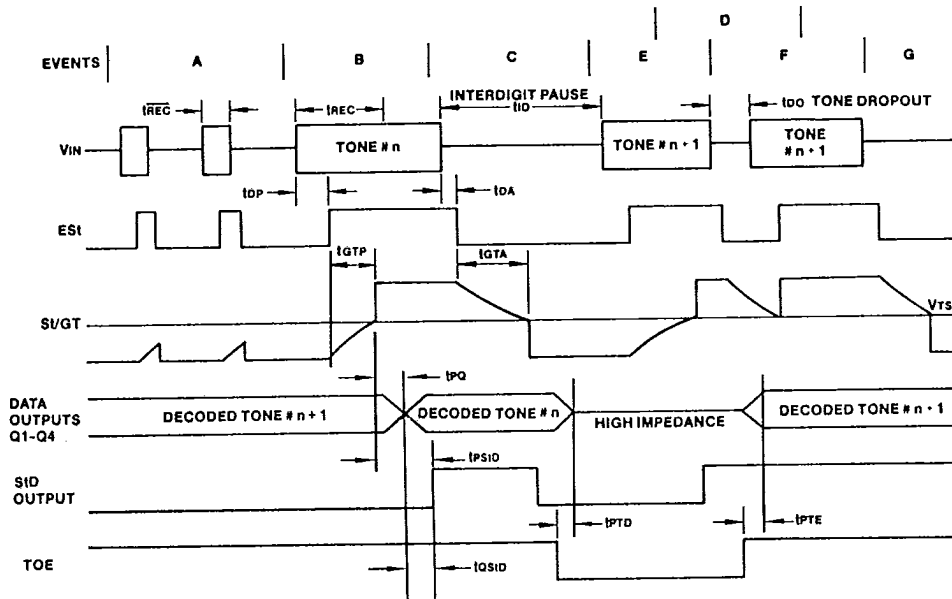 D
EVENTS A B C E F G
INTERDIGIT PAUSE
tREC tREC tID tDO TONE DROPOUT
VIN TONE # n TONE # n + 1 TONE
# n + 1
tDP tDA
ESt
tGTP tGTA
VTSt
St/GT
tPQ
DATA
OUTPUTS
Q1-Q4
DECODED TONE # n + 1 DECODED TONE # n HIGH IMPEDANCE DECODED TONE # n + 1
tPStD
StD
OUTPUT
tPTD tPTE
TOE
tQStD